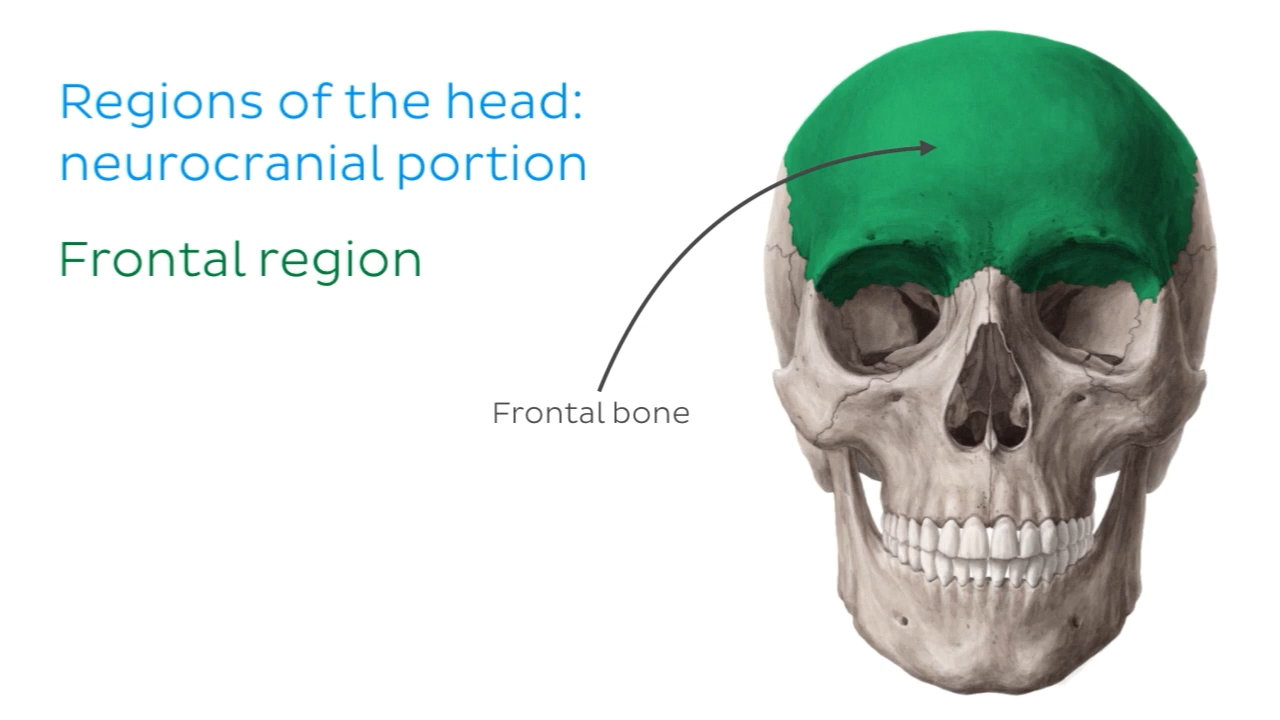 Regions of the head:
neurocranial portion
Frontal region
Frontal bone